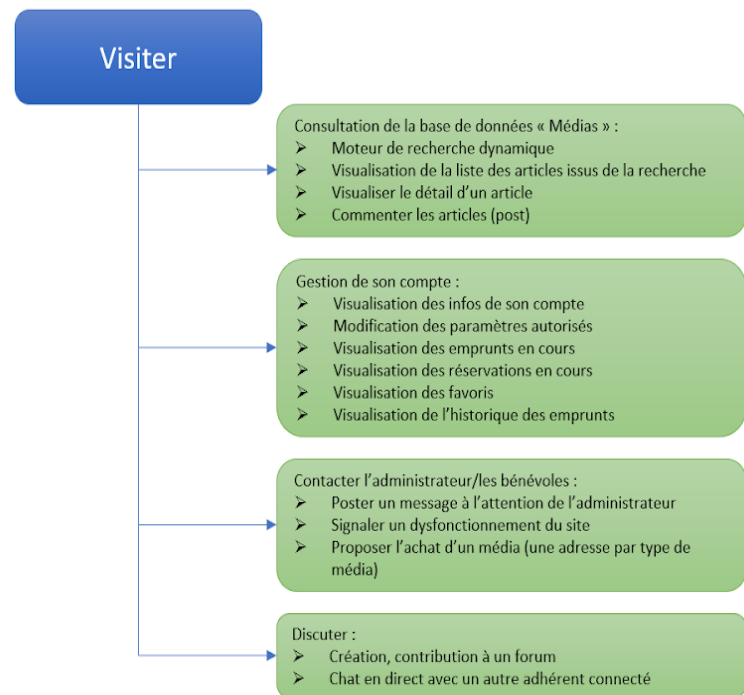 Visiter
Consultation de la base de données « Médias » :
➢ Moteur de recherche dynamique
➢ Visualisation de la liste des articles issus de la recherche
➢ Visualiser le détail d’un article
➢ Commenter les articles (post)
Gestion de son compte :
➢ Visualisation des infos de son compte
➢ Modification des paramètres autorisés
➢ Visualisation des emprunts en cours
➢ Visualisation des réservations en cours
➢ Visualisation des favoris
➢ Visualisation de l’historique des emprunts
Contacter l’administrateur/les bénévoles :
➢ Poster un message à l’attention de l’administrateur
➢ Signaler un dysfonctionnement du site
➢ Proposer l’achat d’un média (une adresse par type de
média)
Discuter :
➢ Création, contribution à un forum
➢ Chat en direct avec un autre adhérent connecté